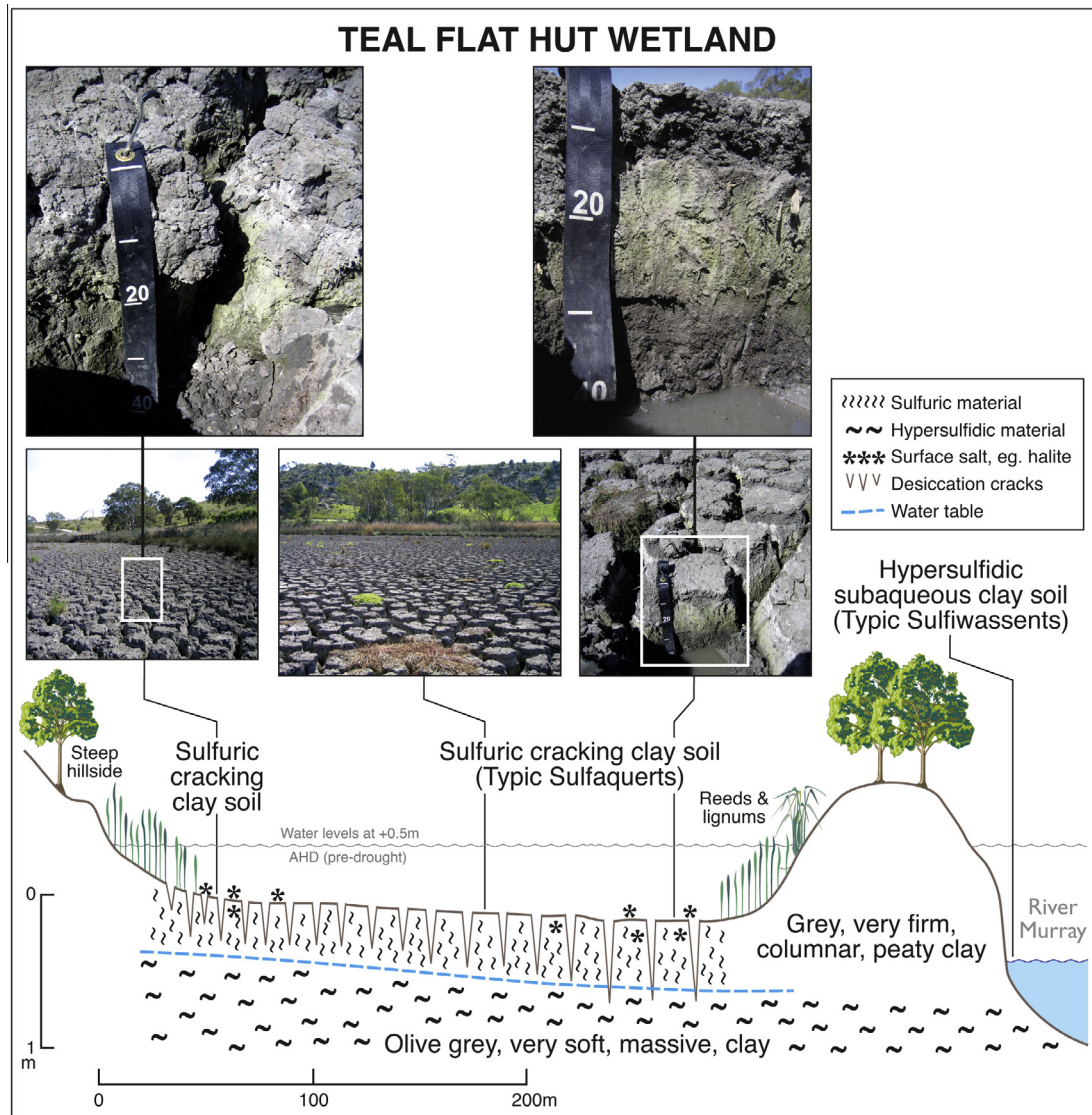 TEAL FLAT HUT WETLAND
20
40
20
40
20
Sulfuric material
Hypersulfidic material
Surface salt, eg. halite
Desiccation cracks
Water table
Hypersulfidic
subaqueous clay soil
(Typic Sulfiwassents)
Steep
hillside
Sulfuric
cracking
clay soil
Sulfuric cracking clay soil
(Typic Sulfaquerts)
Reeds &
lignums
Water levels at +0.5m
AHD (pre-drought)
0
Grey, very firm,
columnar, peaty clay
River
Murray
Olive grey, very soft, massive, clay
1
m
0
100
200m